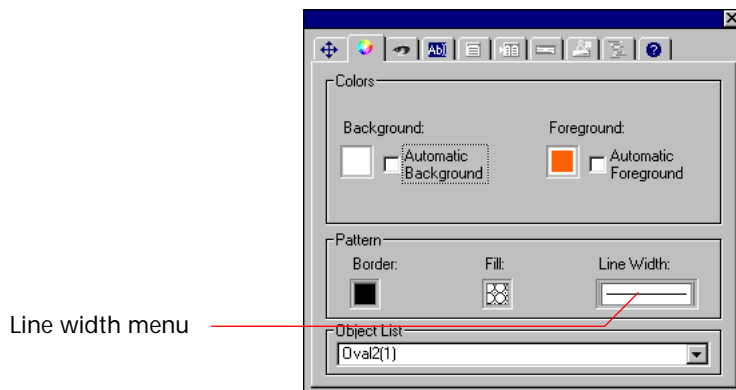 Ab
?
Colors
Background:
Foreground:
Automatic
Background
Automatic
Foreground
Pattern
Border:
Fill:
Line Width:
Line width menu
Object List
Oval2(1)